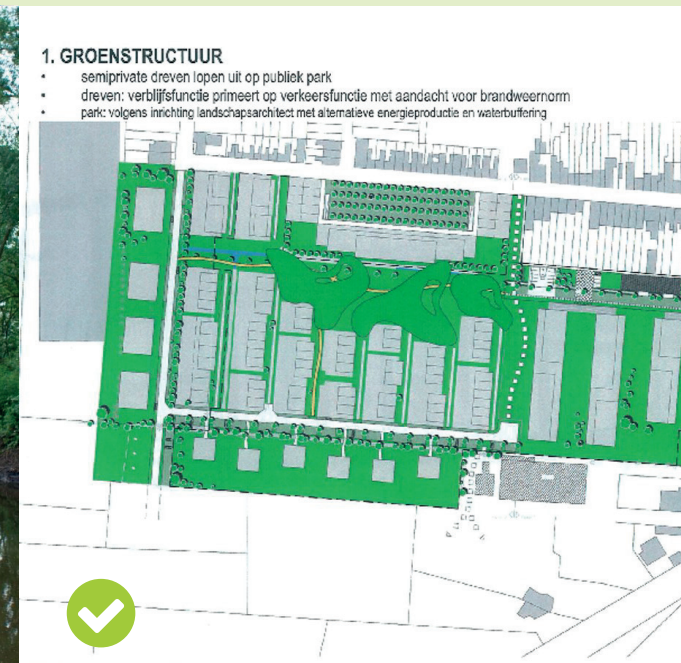 1. GROENSTRUCTUUR
• semiprivate dreven lopen uit op publiek park
• dreven: verblijfsfunctie primeert op verkeersfunctie met aandacht voor brandweernorm
• park: volgens inrichting landschapsarchitect met alternatieve energieproductie en waterbuffering